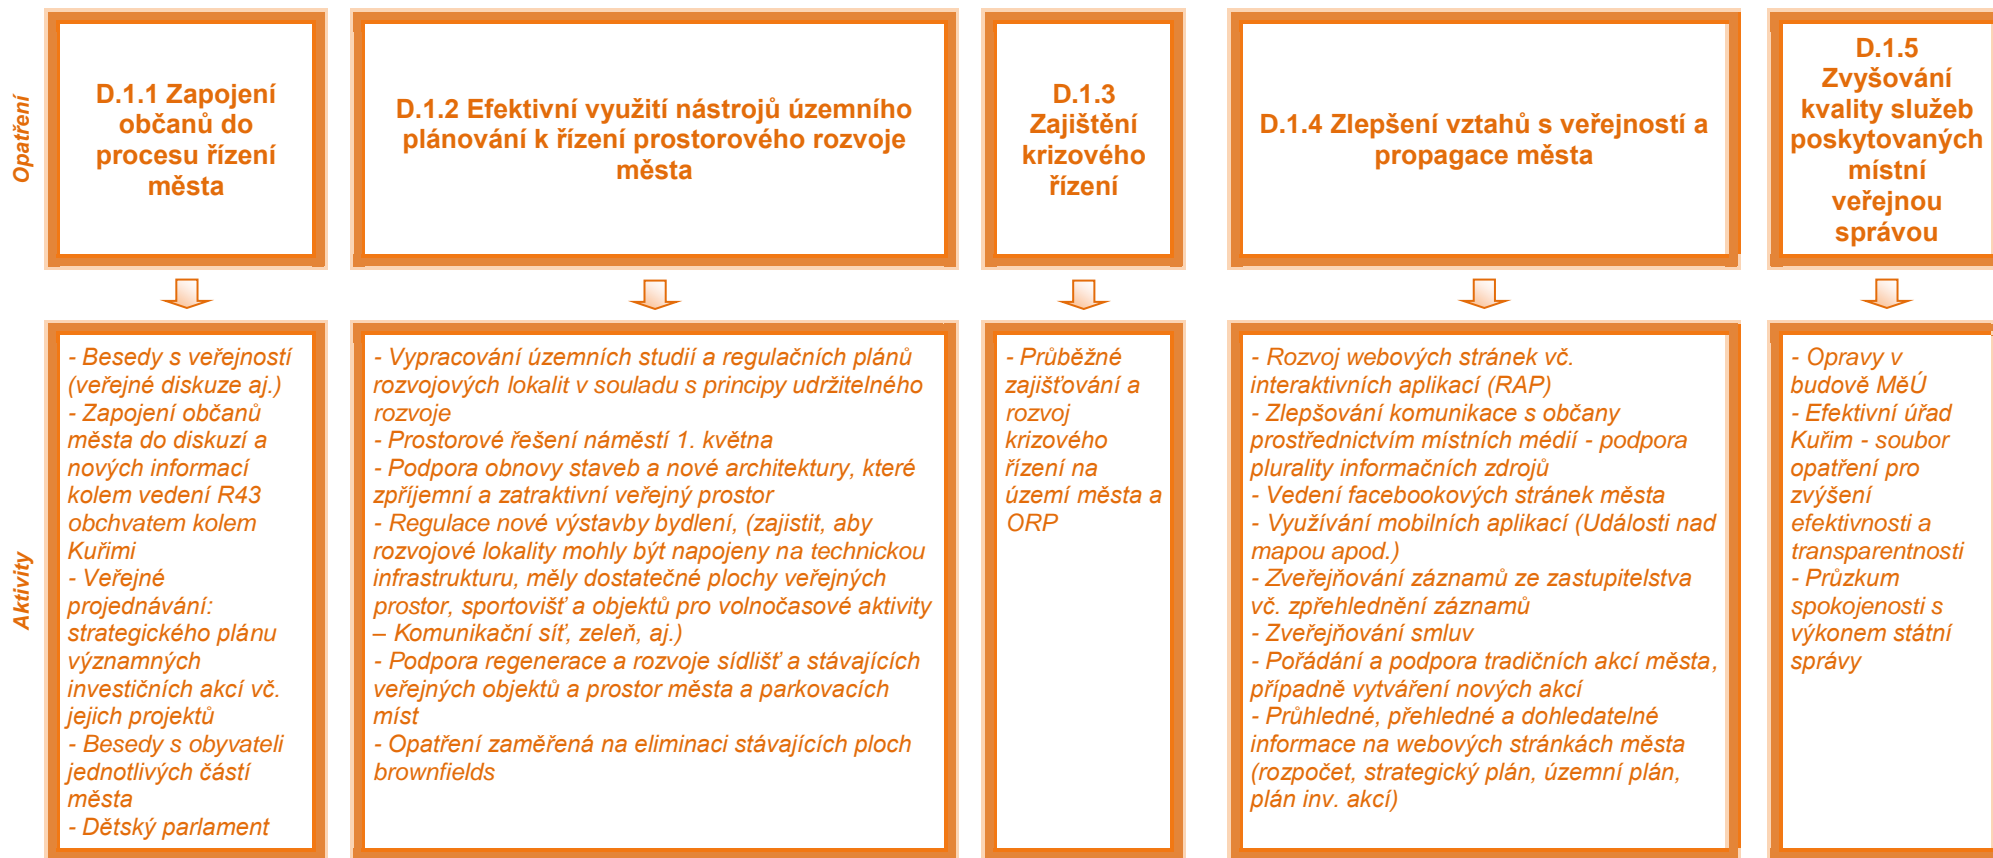 Opatření
D.1.1 Zapojení
občanů do
procesu řízení
města
D.1.2 Efektivní využití nástrojů územního
plánování k řízení prostorového rozvoje
města
D.1.3
Zajištění
krizového
řízení
D.1.4 Zlepšení vztahů s veřejností a
propagace města
D.1.5
Zvyšování
kvality služeb
poskytovaných
místní
veřejnou
správou
Aktivity
- Besedy s veřejností
(veřejné diskuze aj.)
- Zapojení občanů
města do diskuzí a
nových informací
kolem vedení R43
obchvatem kolem
Kuřimi
- Veřejné
projednávání:
strategického plánu
významných
investičních akcí vč.
jejich projektů
- Besedy s obyvateli
jednotlivých částí
města
- Dětský parlament
- Vypracování územních studií a regulačních plánů
rozvojových lokalit v souladu s principy udržitelného
rozvoje
- Prostorové řešení náměstí 1. května
- Podpora obnovy staveb a nové architektury, které
zpříjemní a zatraktivní veřejný prostor
- Regulace nové výstavby bydlení, (zajistit, aby
rozvojové lokality mohly být napojeny na technickou
infrastrukturu, měly dostatečné plochy veřejných
prostor, sportovišť a objektů pro volnočasové aktivity
– Komunikační síť, zeleň, aj.)
- Podpora regenerace a rozvoje sídlišť a stávajících
veřejných objektů a prostor města a parkovacích
míst
- Opatření zaměřená na eliminaci stávajících ploch
brownfields
- Průběžné
zajišťování a
rozvoj
krizového
řízení na
území města a
ORP
- Rozvoj webových stránek vč.
interaktivních aplikací (RAP)
- Zlepšování komunikace s občany
prostřednictvím místních médií - podpora
plurality informačních zdrojů
- Vedení facebookových stránek města
- Využívání mobilních aplikací (Události nad
mapou apod.)
- Zveřejňování záznamů ze zastupitelstva
vč. zpřehlednění záznamů
- Zveřejňování smluv
- Pořádání a podpora tradičních akcí města,
případně vytváření nových akcí
- Průhledné, přehledné a dohledatelné
informace na webových stránkách města
(rozpočet, strategický plán, územní plán,
plán inv. akcí)
- Opravy v
budově MěÚ
- Efektivní úřad
Kuřim - soubor
opatření pro
zvýšení
efektivnosti a
transparentnosti
- Průzkum
spokojenosti s
výkonem státní
správy